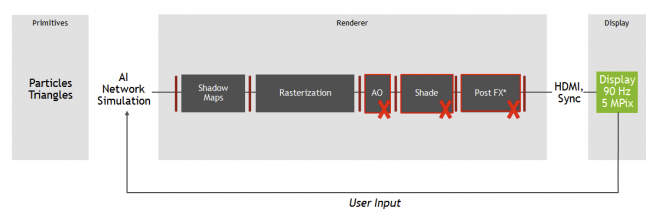 Primitives
Renderer
Display
Particles
Triangles
AI
Network
Simulation
Shadow
Maps
Rasterization
AO
Shade
Post FX*
HDMI,
Sync
Display
90 Hz
5 MPix
User Input